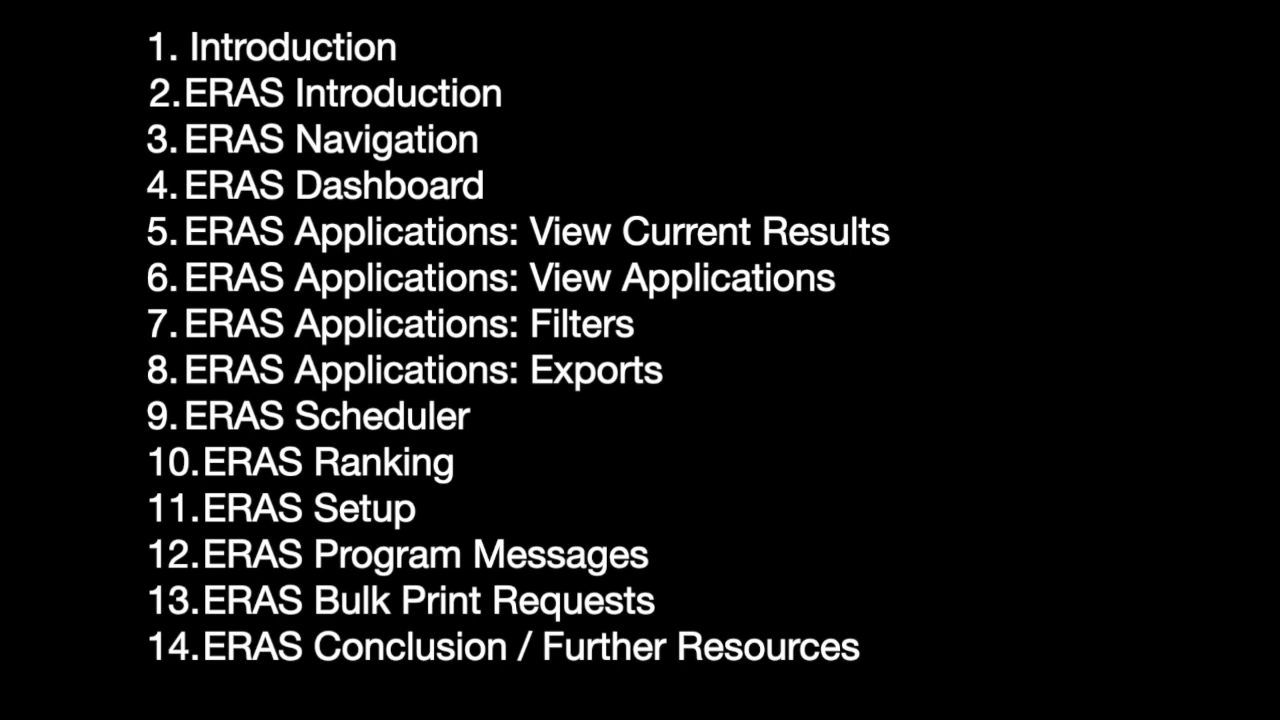 1. Introduction
2. ERAS Introduction
3. ERAS Navigation
4. ERAS Dashboard
5. ERAS Applications: View Current Results
6. ERAS Applications: View Applications
7. ERAS Applications: Filters
8. ERAS Applications: Exports
9. ERAS Scheduler
10. ERAS Ranking
11. ERAS Setup
12. ERAS Program Messages
13. ERAS Bulk Print Requests
14. ERAS Conclusion / Further Resources